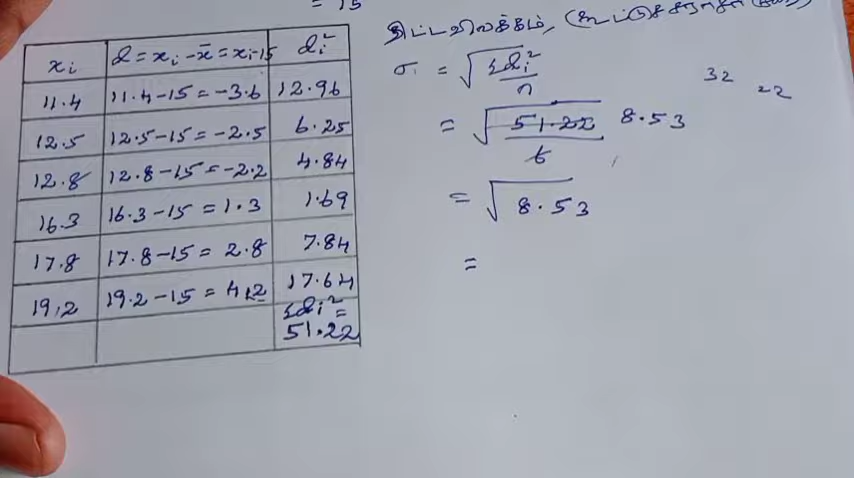 = 15
திட்டவிலக்கம்,
xᵢ d = xᵢ - x̄ = xᵢ-15 dᵢ²
11.4 11.4-15 = -3.6 12.96
12.5 12.5-15 = -2.5 6.25
12.8 12.8-15 = -2.2 4.84
16.3 16.3-15 = 1.3 1.69
17.8 17.8-15 = 2.8 7.84
19.2 19.2-15 = 4.2 17.64
Σdᵢ² =
51.22
σ = √Σdᵢ²/n
32 22
= √51.22/6 8.53
= √8.53
=